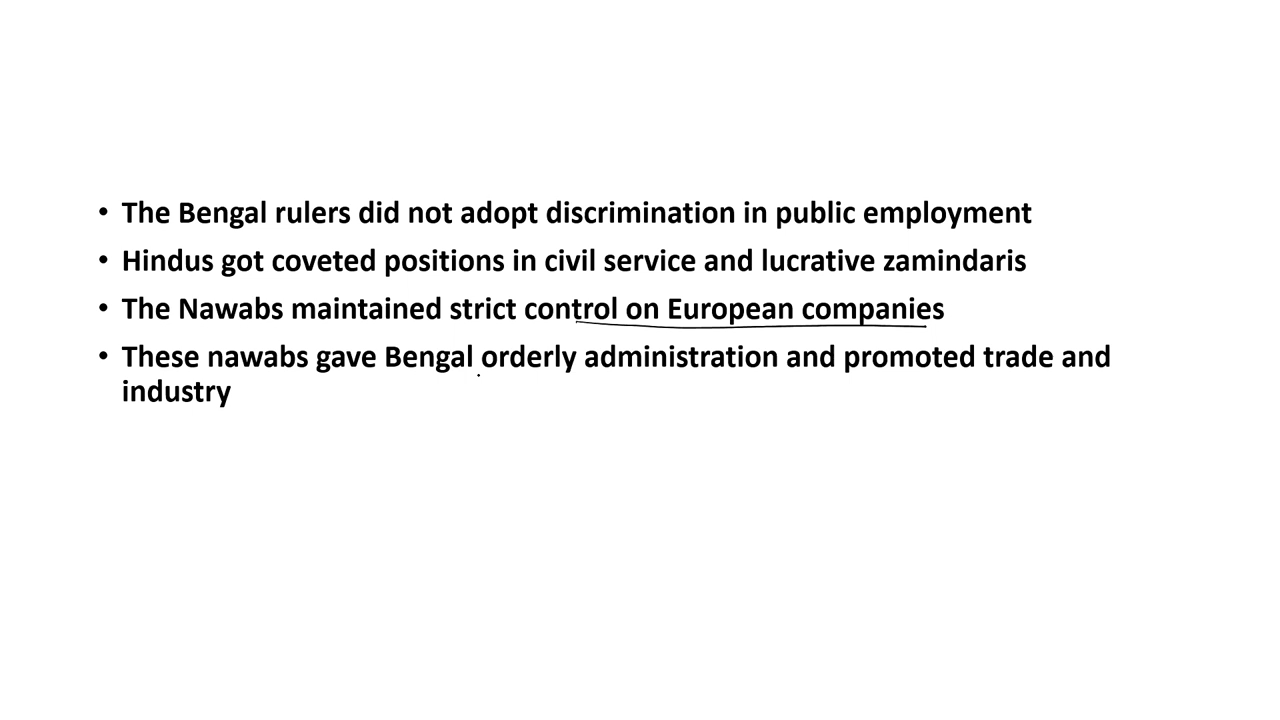 • The Bengal rulers did not adopt discrimination in public employment
• Hindus got coveted positions in civil service and lucrative zamindaris
• The Nawabs maintained strict control on European companies
• These nawabs gave Bengal orderly administration and promoted trade and
industry